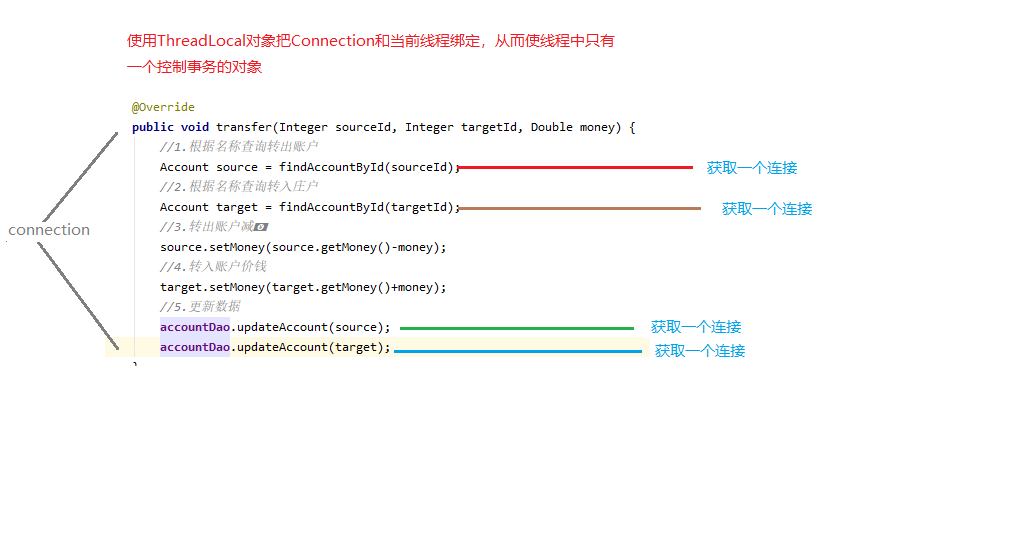 使用ThreadLocal对象把Connection和当前线程绑定，从而使线程中只有
一个控制事务的对象
@Override
public void transfer(Integer sourceId, Integer targetId, Double money) {
//1.根据名称查询转出账户
Account source = findAccountById(sourceId); 获取一个连接
//2.根据名称查询转入庄户
Account target = findAccountById(targetId); 获取一个连接
//3.转出账户减
connection
source.setMoney(source.getMoney()-money);
//4.转入账户价钱
target.setMoney(target.getMoney()+money);
//5.更新数据
accountDao.updateAccount(source); 获取一个连接
accountDao.updateAccount(target); 获取一个连接
}